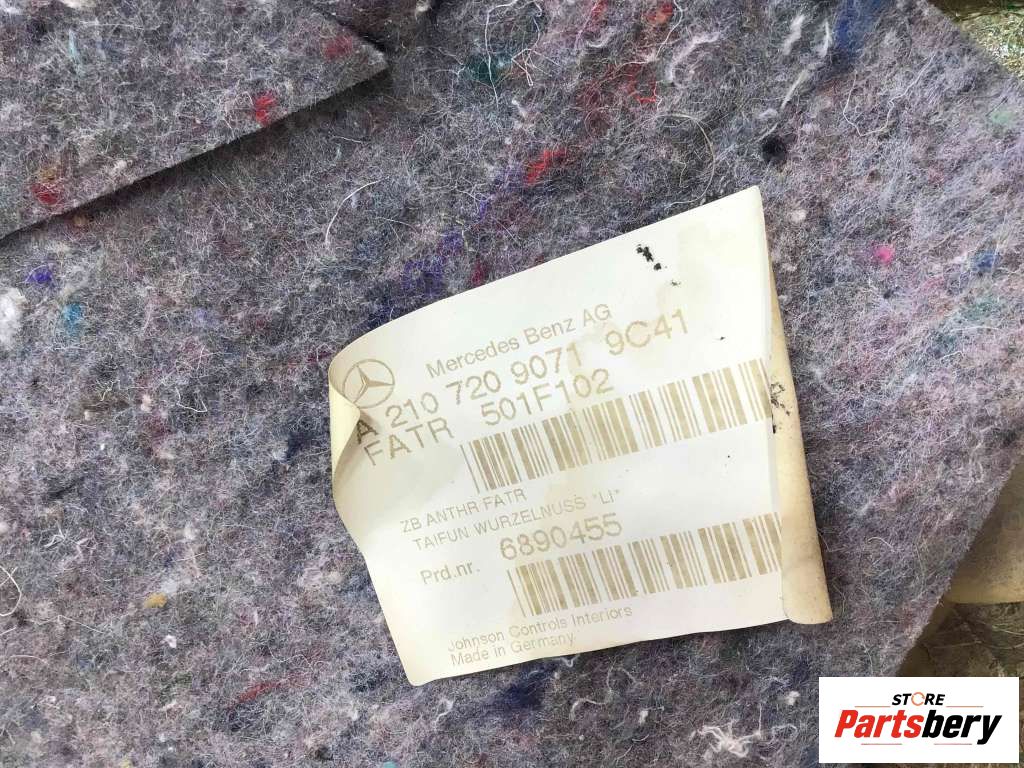 Mercedes Benz AG
A 210 720 9071 9C41
FATR 501F102
ZB ANTHR FATR
TAIFUN WURZELNUSS "LI"
6890455
Prd.nr.
Johnson Controls Interiors
Made in Germany
STORE
Partsbery